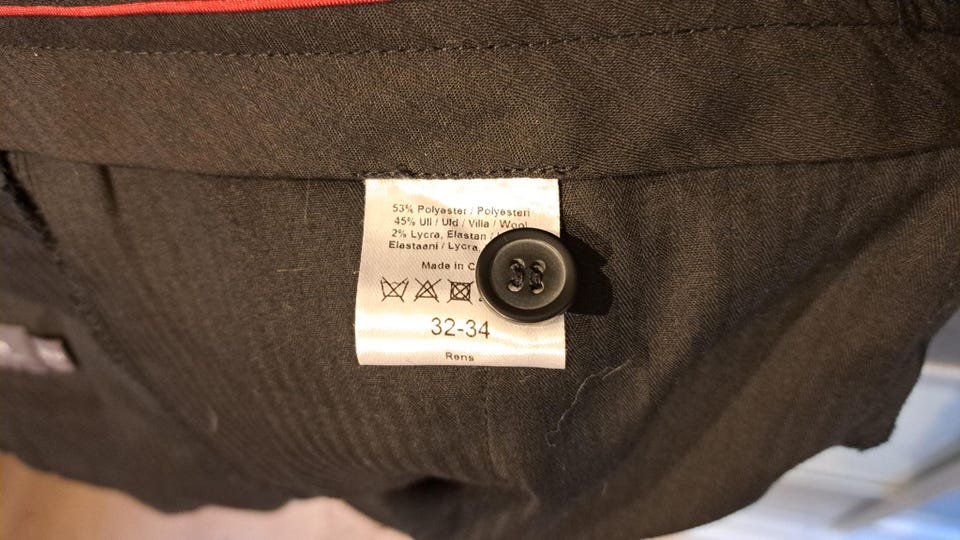 53% Polyester / Polyesteri
45% Ull / Uld / Villa / Wool
2% Lycra, Elastan /
Elastaani / Lycra,
Made in C
32-34
Rens